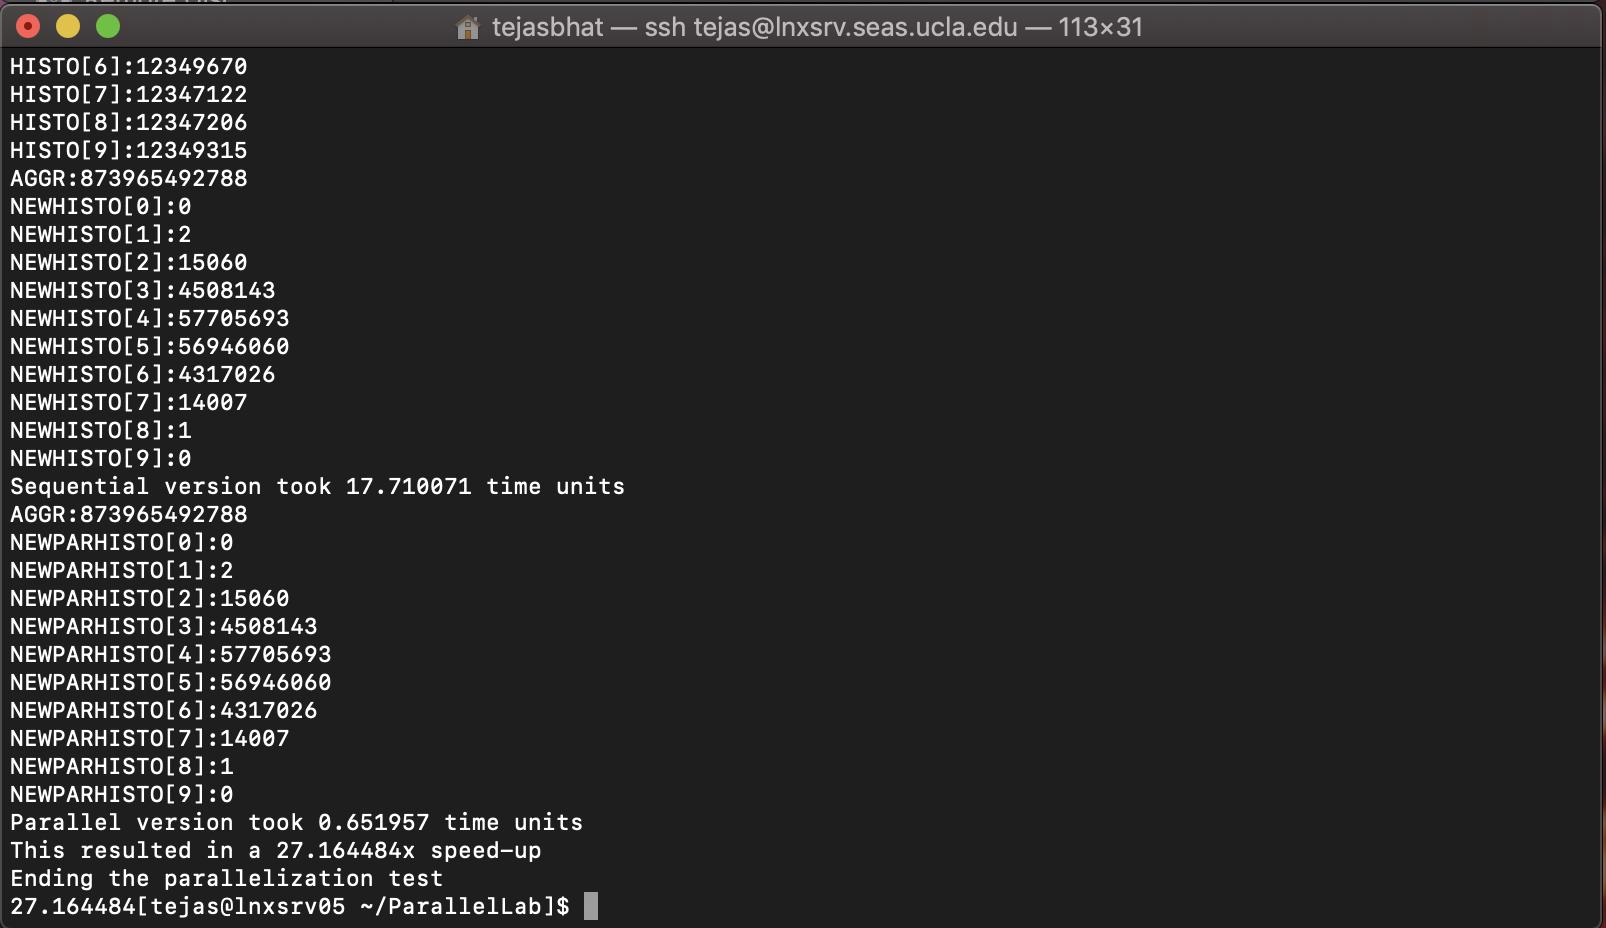 tejasbhat — ssh tejas@lnxsrv.seas.ucla.edu — 113×31
HISTO[6]:12349670
HISTO[7]:12347122
HISTO[8]:12347206
HISTO[9]:12349315
AGGR:873965492788
NEWHISTO[0]:0
NEWHISTO[1]:2
NEWHISTO[2]:15060
NEWHISTO[3]:4508143
NEWHISTO[4]:57705693
NEWHISTO[5]:56946060
NEWHISTO[6]:4317026
NEWHISTO[7]:14007
NEWHISTO[8]:1
NEWHISTO[9]:0
Sequential version took 17.710071 time units
AGGR:873965492788
NEWPARHISTO[0]:0
NEWPARHISTO[1]:2
NEWPARHISTO[2]:15060
NEWPARHISTO[3]:4508143
NEWPARHISTO[4]:57705693
NEWPARHISTO[5]:56946060
NEWPARHISTO[6]:4317026
NEWPARHISTO[7]:14007
NEWPARHISTO[8]:1
NEWPARHISTO[9]:0
Parallel version took 0.651957 time units
This resulted in a 27.164484x speed-up
Ending the parallelization test
27.164484[tejas@lnxsrv05 ~/ParallelLab]$